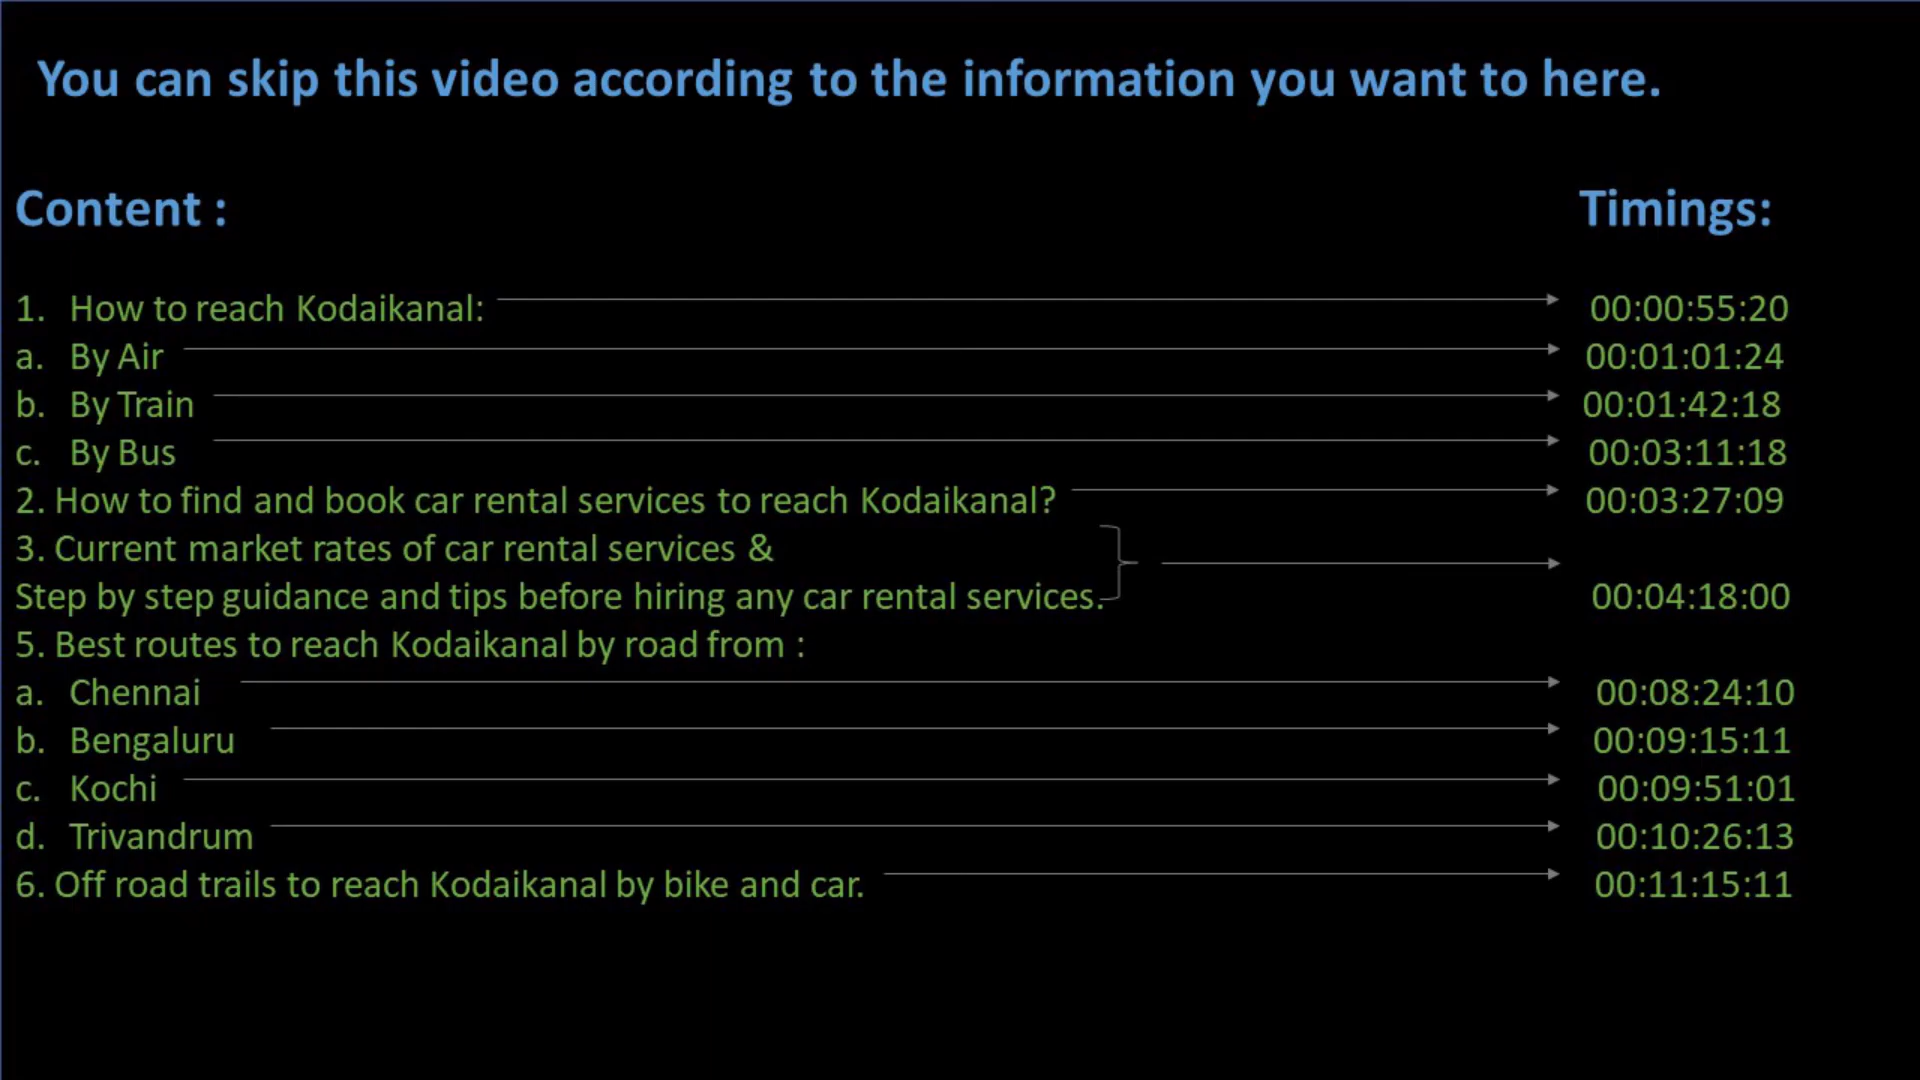 You can skip this video according to the information you want to here.
Content : Timings:
1. How to reach Kodaikanal: 00:00:55:20
a. By Air 00:01:01:24
b. By Train 00:01:42:18
c. By Bus 00:03:11:18
2. How to find and book car rental services to reach Kodaikanal? 00:03:27:09
3. Current market rates of car rental services &
Step by step guidance and tips before hiring any car rental services. 00:04:18:00
5. Best routes to reach Kodaikanal by road from :
a. Chennai 00:08:24:10
b. Bengaluru 00:09:15:11
c. Kochi 00:09:51:01
d. Trivandrum 00:10:26:13
6. Off road trails to reach Kodaikanal by bike and car. 00:11:15:11